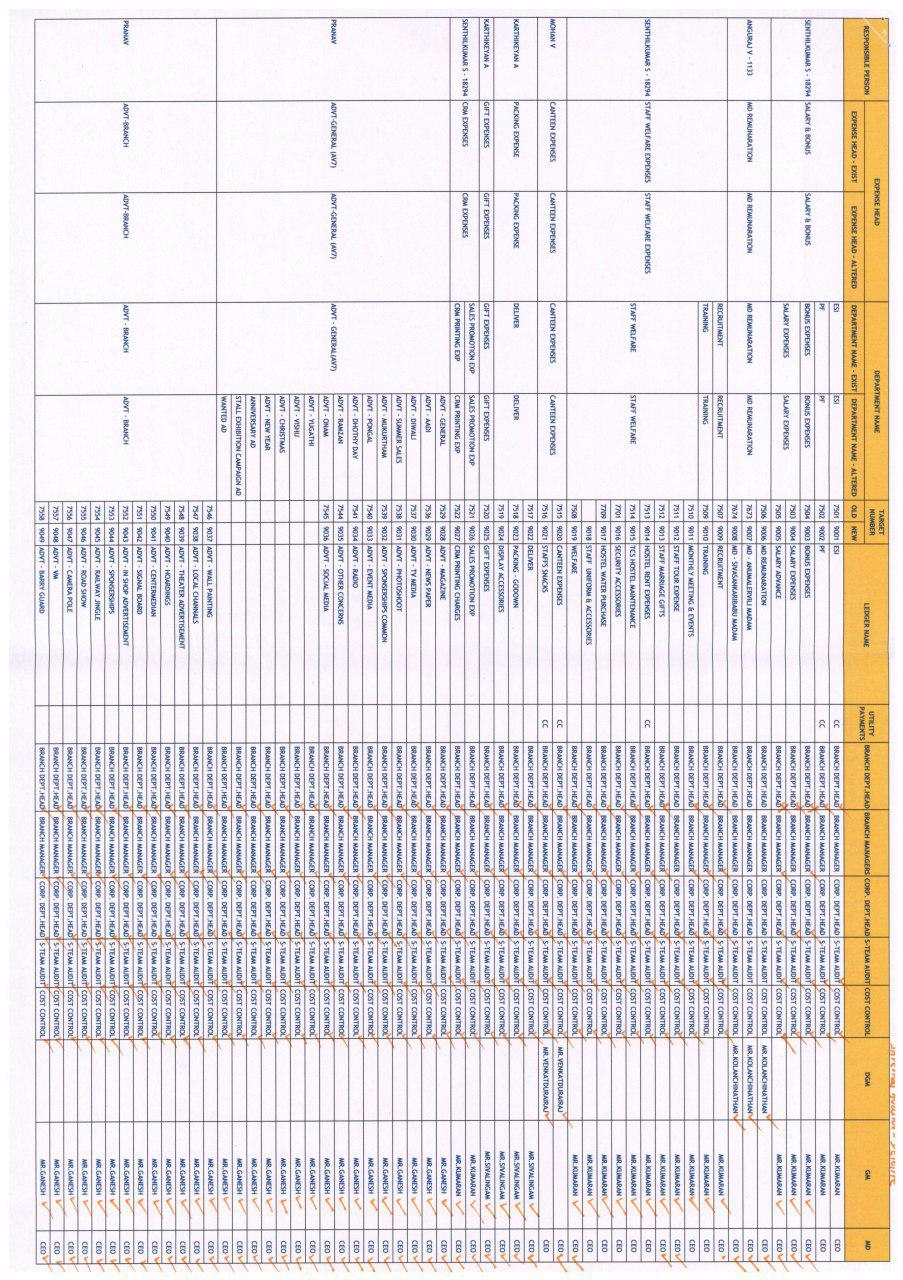 RESPONSIBLE PERSON EXPENSE HEAD DEPARTMENT NAME TARGET NUMBER LEDGER NAME UTILITY PAYMENTS BRANCH DEPT.HEAD BRANCH MANAGERS CORP. DEPT.HEAD S-TEAM AUDIT COST CONTROL DGM GM MD
EXPENSE HEAD - EXIST EXPENSE HEAD - ALTERED DEPARTMENT NAME - EXIST DEPARTMENT NAME - ALTERED OLD NEW
ESI ESI 7501 9001 ESI CC BRANCH DEPT.HEAD BRANCH MANAGER CORP. DEPT.HEAD S-TEAM AUDIT COST CONTROL MR.KUMARAN CEO
PF PF 7502 9002 PF CC BRANCH DEPT.HEAD BRANCH MANAGER CORP. DEPT.HEAD S-TEAM AUDIT COST CONTROL MR.KUMARAN CEO
SENTHILKUMAR S - 18294 SALARY & BONUS SALARY & BONUS BONUS EXPENSES BONUS EXPENSES 7504 9003 BONUS EXPENSES BRANCH DEPT.HEAD BRANCH MANAGER CORP. DEPT.HEAD S-TEAM AUDIT COST CONTROL MR.KUMARAN CEO
SALARY EXPENSES SALARY EXPENSES 7503 9004 SALARY EXPENSES BRANCH DEPT.HEAD BRANCH MANAGER CORP. DEPT.HEAD S-TEAM AUDIT COST CONTROL MR.KUMARAN CEO
7505 9005 SALARY ADVANCE BRANCH DEPT.HEAD BRANCH MANAGER CORP. DEPT.HEAD S-TEAM AUDIT COST CONTROL MR.KUMARAN CEO
7506 9006 MD REMUNARATION BRANCH DEPT.HEAD BRANCH MANAGER CORP. DEPT.HEAD S-TEAM AUDIT COST CONTROL MR.KOLANCHINATHAN CEO
ANGURAJ V - 1133 MD REMUNARATION MD REMUNARATION MD REMUNARATION MD REMUNARATION 7673 9007 MD - ANUMALERVILI MADAM BRANCH DEPT.HEAD BRANCH MANAGER CORP. DEPT.HEAD S-TEAM AUDIT COST CONTROL MR.KOLANCHINATHAN CEO
7674 9008 MD - SIVASANKARIBABU MADAM BRANCH DEPT.HEAD BRANCH MANAGER CORP. DEPT.HEAD S-TEAM AUDIT COST CONTROL MR.KOLANCHINATHAN CEO
RECRUITMENT RECRUITMENT 7507 9009 RECRUITMENT BRANCH DEPT.HEAD BRANCH MANAGER CORP. DEPT.HEAD S-TEAM AUDIT COST CONTROL MR.KUMARAN CEO
TRAINING TRAINING 7509 9010 TRAINING BRANCH DEPT.HEAD BRANCH MANAGER CORP. DEPT.HEAD S-TEAM AUDIT COST CONTROL MR.KUMARAN CEO
7510 9011 MONTHLY MEETING & EVENTS BRANCH DEPT.HEAD BRANCH MANAGER CORP. DEPT.HEAD S-TEAM AUDIT COST CONTROL MR.KUMARAN CEO
7511 9012 STAFF TOUR EXPENSE BRANCH DEPT.HEAD BRANCH MANAGER CORP. DEPT.HEAD S-TEAM AUDIT COST CONTROL MR.KUMARAN CEO
7512 9013 STAFF MARRIAGE GIFTS BRANCH DEPT.HEAD BRANCH MANAGER CORP. DEPT.HEAD S-TEAM AUDIT COST CONTROL MR.KUMARAN CEO
SENTHILKUMAR S - 18294 STAFF WELFARE EXPENSES STAFF WELFARE EXPENSES 7513 9014 HOSTEL RENT EXPENSES CC BRANCH DEPT.HEAD BRANCH MANAGER CORP. DEPT.HEAD S-TEAM AUDIT COST CONTROL MR.KUMARAN CEO
STAFF WELFARE STAFF WELFARE 7514 9015 TCS HOSTEL MAINTENANCE BRANCH DEPT.HEAD BRANCH MANAGER CORP. DEPT.HEAD S-TEAM AUDIT COST CONTROL MR.KUMARAN CEO
7701 9016 SECURITY ACCESSORIES BRANCH DEPT.HEAD BRANCH MANAGER CORP. DEPT.HEAD S-TEAM AUDIT COST CONTROL MR.KUMARAN CEO
7709 9017 HOSTEL WATER PURCHASE BRANCH DEPT.HEAD BRANCH MANAGER CORP. DEPT.HEAD S-TEAM AUDIT COST CONTROL MR.KUMARAN CEO
9018 STAFF UNIFORM & ACCESSORIES BRANCH DEPT.HEAD BRANCH MANAGER CORP. DEPT.HEAD S-TEAM AUDIT COST CONTROL MR.KUMARAN CEO
7508 9019 WELFARE BRANCH DEPT.HEAD BRANCH MANAGER CORP. DEPT.HEAD S-TEAM AUDIT COST CONTROL MR.KUMARAN CEO
MOHAN V CANTEEN EXPENSES CANTEEN EXPENSES CANTEEN EXPENSES CANTEEN EXPENSES 7515 9020 CANTEEN EXPENSES CC BRANCH DEPT.HEAD BRANCH MANAGER CORP. DEPT.HEAD S-TEAM AUDIT COST CONTROL MR.VENKATDURAIRAJ CEO
7516 9021 STAFFS SNACKS CC BRANCH DEPT.HEAD BRANCH MANAGER CORP. DEPT.HEAD S-TEAM AUDIT COST CONTROL MR.VENKATDURAIRAJ CEO
7517 9022 DELIVER BRANCH DEPT.HEAD BRANCH MANAGER CORP. DEPT.HEAD S-TEAM AUDIT COST CONTROL MR.SIVALINGAM CEO
KARTHIKEYAN A PACKING EXPENSE PACKING EXPENSE DELIVER DELIVER 7518 9023 PACKING - GODOWN BRANCH DEPT.HEAD BRANCH MANAGER CORP. DEPT.HEAD S-TEAM AUDIT COST CONTROL MR.SIVALINGAM CEO
7519 9024 DISPLAY ACCESSORIES BRANCH DEPT.HEAD BRANCH MANAGER CORP. DEPT.HEAD S-TEAM AUDIT COST CONTROL MR.SIVALINGAM CEO
KARTHIKEYAN A GIFT EXPENSES GIFT EXPENSES GIFT EXPENSES GIFT EXPENSES 7520 9025 GIFT EXPENSES BRANCH DEPT.HEAD BRANCH MANAGER CORP. DEPT.HEAD S-TEAM AUDIT COST CONTROL MR.SIVALINGAM CEO
SENTHILKUMAR S - 18294 CRM EXPENSES CRM EXPENSES SALES PROMOTION EXP SALES PROMOTION EXP 7521 9026 SALES PROMOTION EXP BRANCH DEPT.HEAD BRANCH MANAGER CORP. DEPT.HEAD S-TEAM AUDIT COST CONTROL MR.KUMARAN CEO
CRM PRINTING EXP CRM PRINTING EXP 7522 9027 CRM PRINTING CHARGES BRANCH DEPT.HEAD BRANCH MANAGER CORP. DEPT.HEAD S-TEAM AUDIT COST CONTROL MR.KUMARAN CEO
ADVT - GENERAL 7529 9028 ADVT - MAGAZINE BRANCH DEPT.HEAD BRANCH MANAGER CORP. DEPT.HEAD S-TEAM AUDIT COST CONTROL MR.GANESH CEO
ADVT - AADI 7536 9029 ADVT - NEWS PAPER BRANCH DEPT.HEAD BRANCH MANAGER CORP. DEPT.HEAD S-TEAM AUDIT COST CONTROL MR.GANESH CEO
ADVT - DIWALI 7537 9030 ADVT - TV MEDIA BRANCH DEPT.HEAD BRANCH MANAGER CORP. DEPT.HEAD S-TEAM AUDIT COST CONTROL MR.GANESH CEO
ADVT - SUMMER SALES 7538 9031 ADVT - PHOTOSHOOT BRANCH DEPT.HEAD BRANCH MANAGER CORP. DEPT.HEAD S-TEAM AUDIT COST CONTROL MR.GANESH CEO
ADVT - MUKURTHAM 7539 9032 ADVT - SPONSERSHIPS COMMON BRANCH DEPT.HEAD BRANCH MANAGER CORP. DEPT.HEAD S-TEAM AUDIT COST CONTROL MR.GANESH CEO
ADVT - PONGAL 7540 9033 ADVT - EVENT MEDIA BRANCH DEPT.HEAD BRANCH MANAGER CORP. DEPT.HEAD S-TEAM AUDIT COST CONTROL MR.GANESH CEO
ADVT - DHOTHY DAY 7541 9034 ADVT - RADIO BRANCH DEPT.HEAD BRANCH MANAGER CORP. DEPT.HEAD S-TEAM AUDIT COST CONTROL MR.GANESH CEO
PRANAV ADVT-GENERAL (AV7) ADVT-GENERAL (AV7) ADVT - GENERAL(AV7) ADVT - RAMZAN 7544 9035 ADVT - OTHER CONCERNS BRANCH DEPT.HEAD BRANCH MANAGER CORP. DEPT.HEAD S-TEAM AUDIT COST CONTROL MR.GANESH CEO
ADVT - ONAM 7545 9036 ADVT - SOCIAL MEDIA BRANCH DEPT.HEAD BRANCH MANAGER CORP. DEPT.HEAD S-TEAM AUDIT COST CONTROL MR.GANESH CEO
ADVT - YUGATHI BRANCH DEPT.HEAD BRANCH MANAGER CORP. DEPT.HEAD S-TEAM AUDIT COST CONTROL MR.GANESH CEO
ADVT - VISHU BRANCH DEPT.HEAD BRANCH MANAGER CORP. DEPT.HEAD S-TEAM AUDIT COST CONTROL MR.GANESH CEO
ADVT - CHRISTMAS BRANCH DEPT.HEAD BRANCH MANAGER CORP. DEPT.HEAD S-TEAM AUDIT COST CONTROL MR.GANESH CEO
ADVT - NEW YEAR BRANCH DEPT.HEAD BRANCH MANAGER CORP. DEPT.HEAD S-TEAM AUDIT COST CONTROL MR.GANESH CEO
ANNIVERSARY AD BRANCH DEPT.HEAD BRANCH MANAGER CORP. DEPT.HEAD S-TEAM AUDIT COST CONTROL MR.GANESH CEO
STALL EXHIBITION CAMPAIGN AD BRANCH DEPT.HEAD BRANCH MANAGER CORP. DEPT.HEAD S-TEAM AUDIT COST CONTROL MR.GANESH CEO
WANTED AD BRANCH DEPT.HEAD BRANCH MANAGER CORP. DEPT.HEAD S-TEAM AUDIT COST CONTROL MR.GANESH CEO
7546 9037 ADVT - WALL PAINTING BRANCH DEPT.HEAD BRANCH MANAGER CORP. DEPT.HEAD S-TEAM AUDIT COST CONTROL MR.GANESH CEO
7547 9038 ADVT - LOCAL CHANNALS BRANCH DEPT.HEAD BRANCH MANAGER CORP. DEPT.HEAD S-TEAM AUDIT COST CONTROL MR.GANESH CEO
7548 9039 ADVT - THEATER ADVERTISEMENT BRANCH DEPT.HEAD BRANCH MANAGER CORP. DEPT.HEAD S-TEAM AUDIT COST CONTROL MR.GANESH CEO
7549 9040 ADVT - HOARDINGS BRANCH DEPT.HEAD BRANCH MANAGER CORP. DEPT.HEAD S-TEAM AUDIT COST CONTROL MR.GANESH CEO
7550 9041 ADVT - CENTERMEDIAN BRANCH DEPT.HEAD BRANCH MANAGER CORP. DEPT.HEAD S-TEAM AUDIT COST CONTROL MR.GANESH CEO
7551 9042 ADVT - SIGNAL BOARD BRANCH DEPT.HEAD BRANCH MANAGER CORP. DEPT.HEAD S-TEAM AUDIT COST CONTROL MR.GANESH CEO
PRANAV ADVT-BRANCH ADVT-BRANCH ADVT - BRANCH ADVT - BRANCH 7552 9043 ADVT - IN SHOP ADVERTISEMENT BRANCH DEPT.HEAD BRANCH MANAGER CORP. DEPT.HEAD S-TEAM AUDIT COST CONTROL MR.GANESH CEO
7553 9044 ADVT - SPONSERSHIPS BRANCH DEPT.HEAD BRANCH MANAGER CORP. DEPT.HEAD S-TEAM AUDIT COST CONTROL MR.GANESH CEO
7554 9045 ADVT - RAILWAY JINGLE BRANCH DEPT.HEAD BRANCH MANAGER CORP. DEPT.HEAD S-TEAM AUDIT COST CONTROL MR.GANESH CEO
7555 9046 ADVT - ROAD SHOW BRANCH DEPT.HEAD BRANCH MANAGER CORP. DEPT.HEAD S-TEAM AUDIT COST CONTROL MR.GANESH CEO
7556 9047 ADVT - CAMERA POLE BRANCH DEPT.HEAD BRANCH MANAGER CORP. DEPT.HEAD S-TEAM AUDIT COST CONTROL MR.GANESH CEO
7557 9048 ADVT - VM BRANCH DEPT.HEAD BRANCH MANAGER CORP. DEPT.HEAD S-TEAM AUDIT COST CONTROL MR.GANESH CEO
7558 9049 ADVT - BARRY GUARD BRANCH DEPT.HEAD BRANCH MANAGER CORP. DEPT.HEAD S-TEAM AUDIT COST CONTROL MR.GANESH CEO